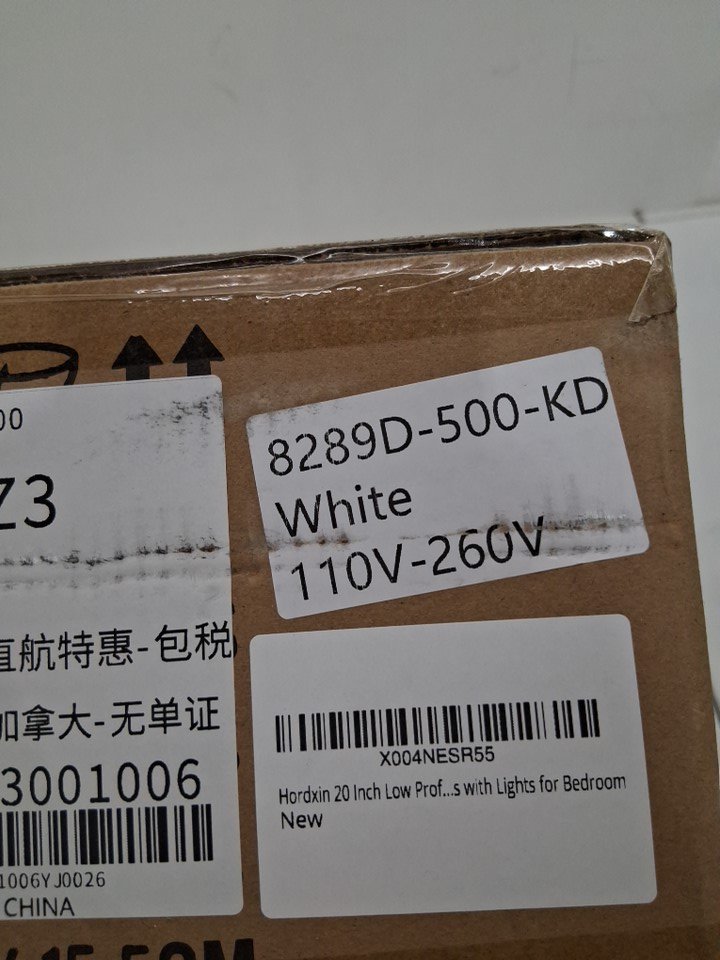 00
Z3
直航特惠-包税
加拿大-无单证
3001006
1006YJ0026
CHINA
8289D-500-KD
White
110V-260V
X004NESR55
Hordxin 20 Inch Low Prof...s with Lights for Bedroom
New